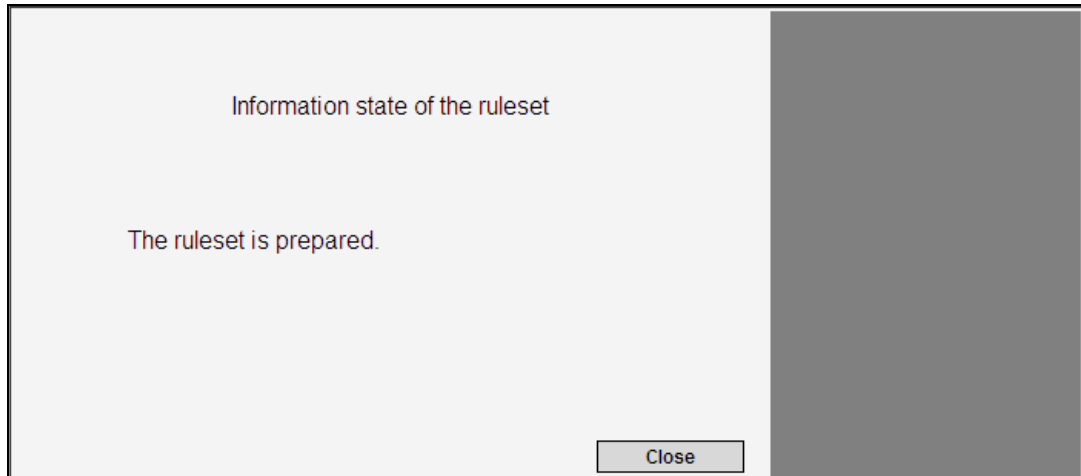 Information state of the ruleset
The ruleset is prepared.
Close